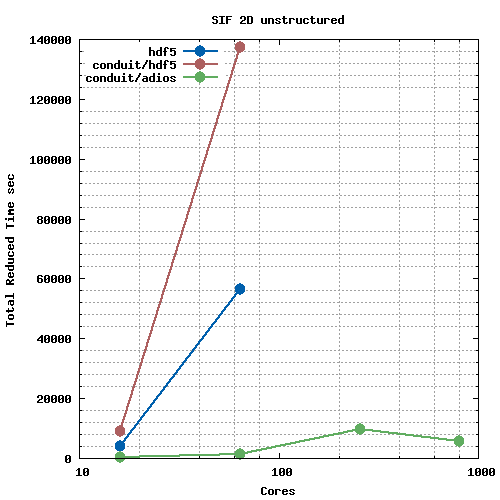 SIF 2D unstructured
hdf5
conduit/hdf5
conduit/adios
140000
120000
100000
80000
60000
40000
20000
0
Total Reduced Time sec
10 100 1000
Cores